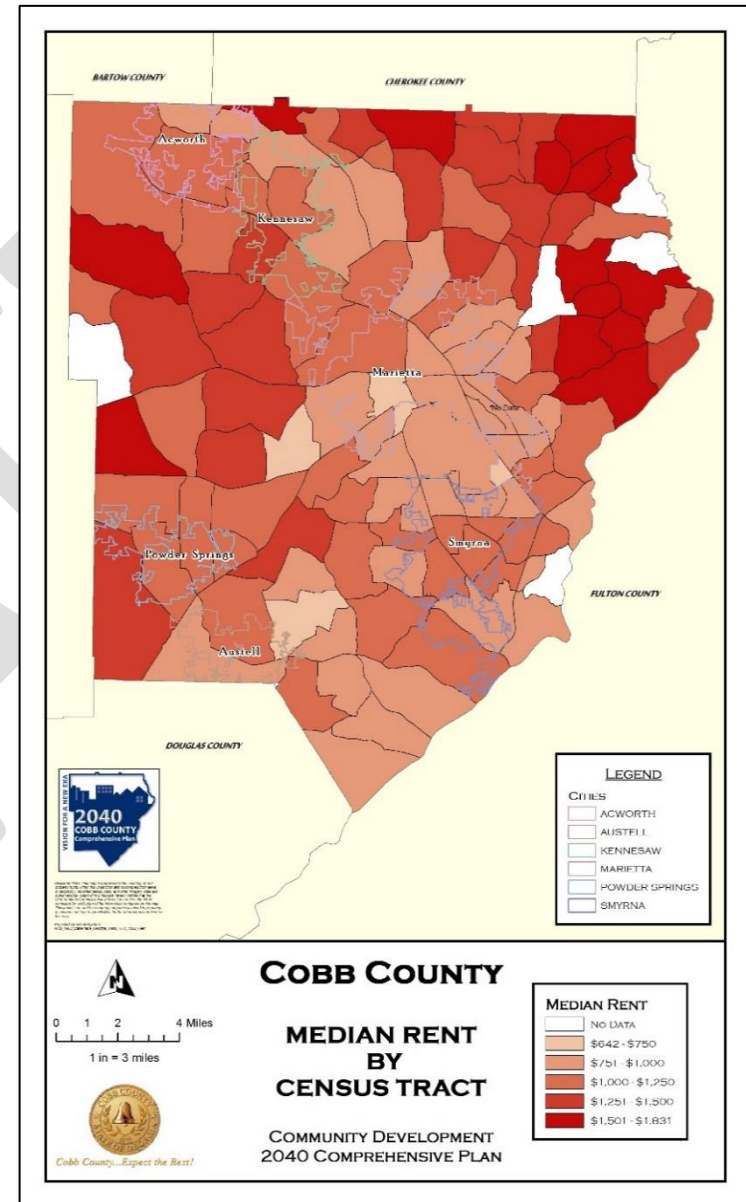 BARTOW COUNTY
CHEROKEE COUNTY
Acworth
Kennesaw
Marietta
No Data
Powder Springs
Smyrna
Austell
FULTON COUNTY
DOUGLAS COUNTY
VISION FOR A NEW ERA
2040
COBB COUNTY
Comprehensive Plan
LEGEND
CITIES
ACWORTH
AUSTELL
KENNESAW
MARIETTA
POWDER SPRINGS
SMYRNA
COBB COUNTY
MEDIAN RENT
BY
CENSUS TRACT
COMMUNITY DEVELOPMENT
2040 COMPREHENSIVE PLAN
N
0 1 2 4 Miles
1 in = 3 miles
COBB COUNTY
Cobb County...Expect the Best!
MEDIAN RENT
NO DATA
$642 - $750
$751 - $1,000
$1,000 - $1,250
$1,251 - $1,500
$1,501 - $1,831